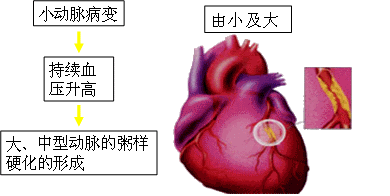 小动脉病变
持续血
压升高
大、中型动脉的粥样
硬化的形成
由小及大